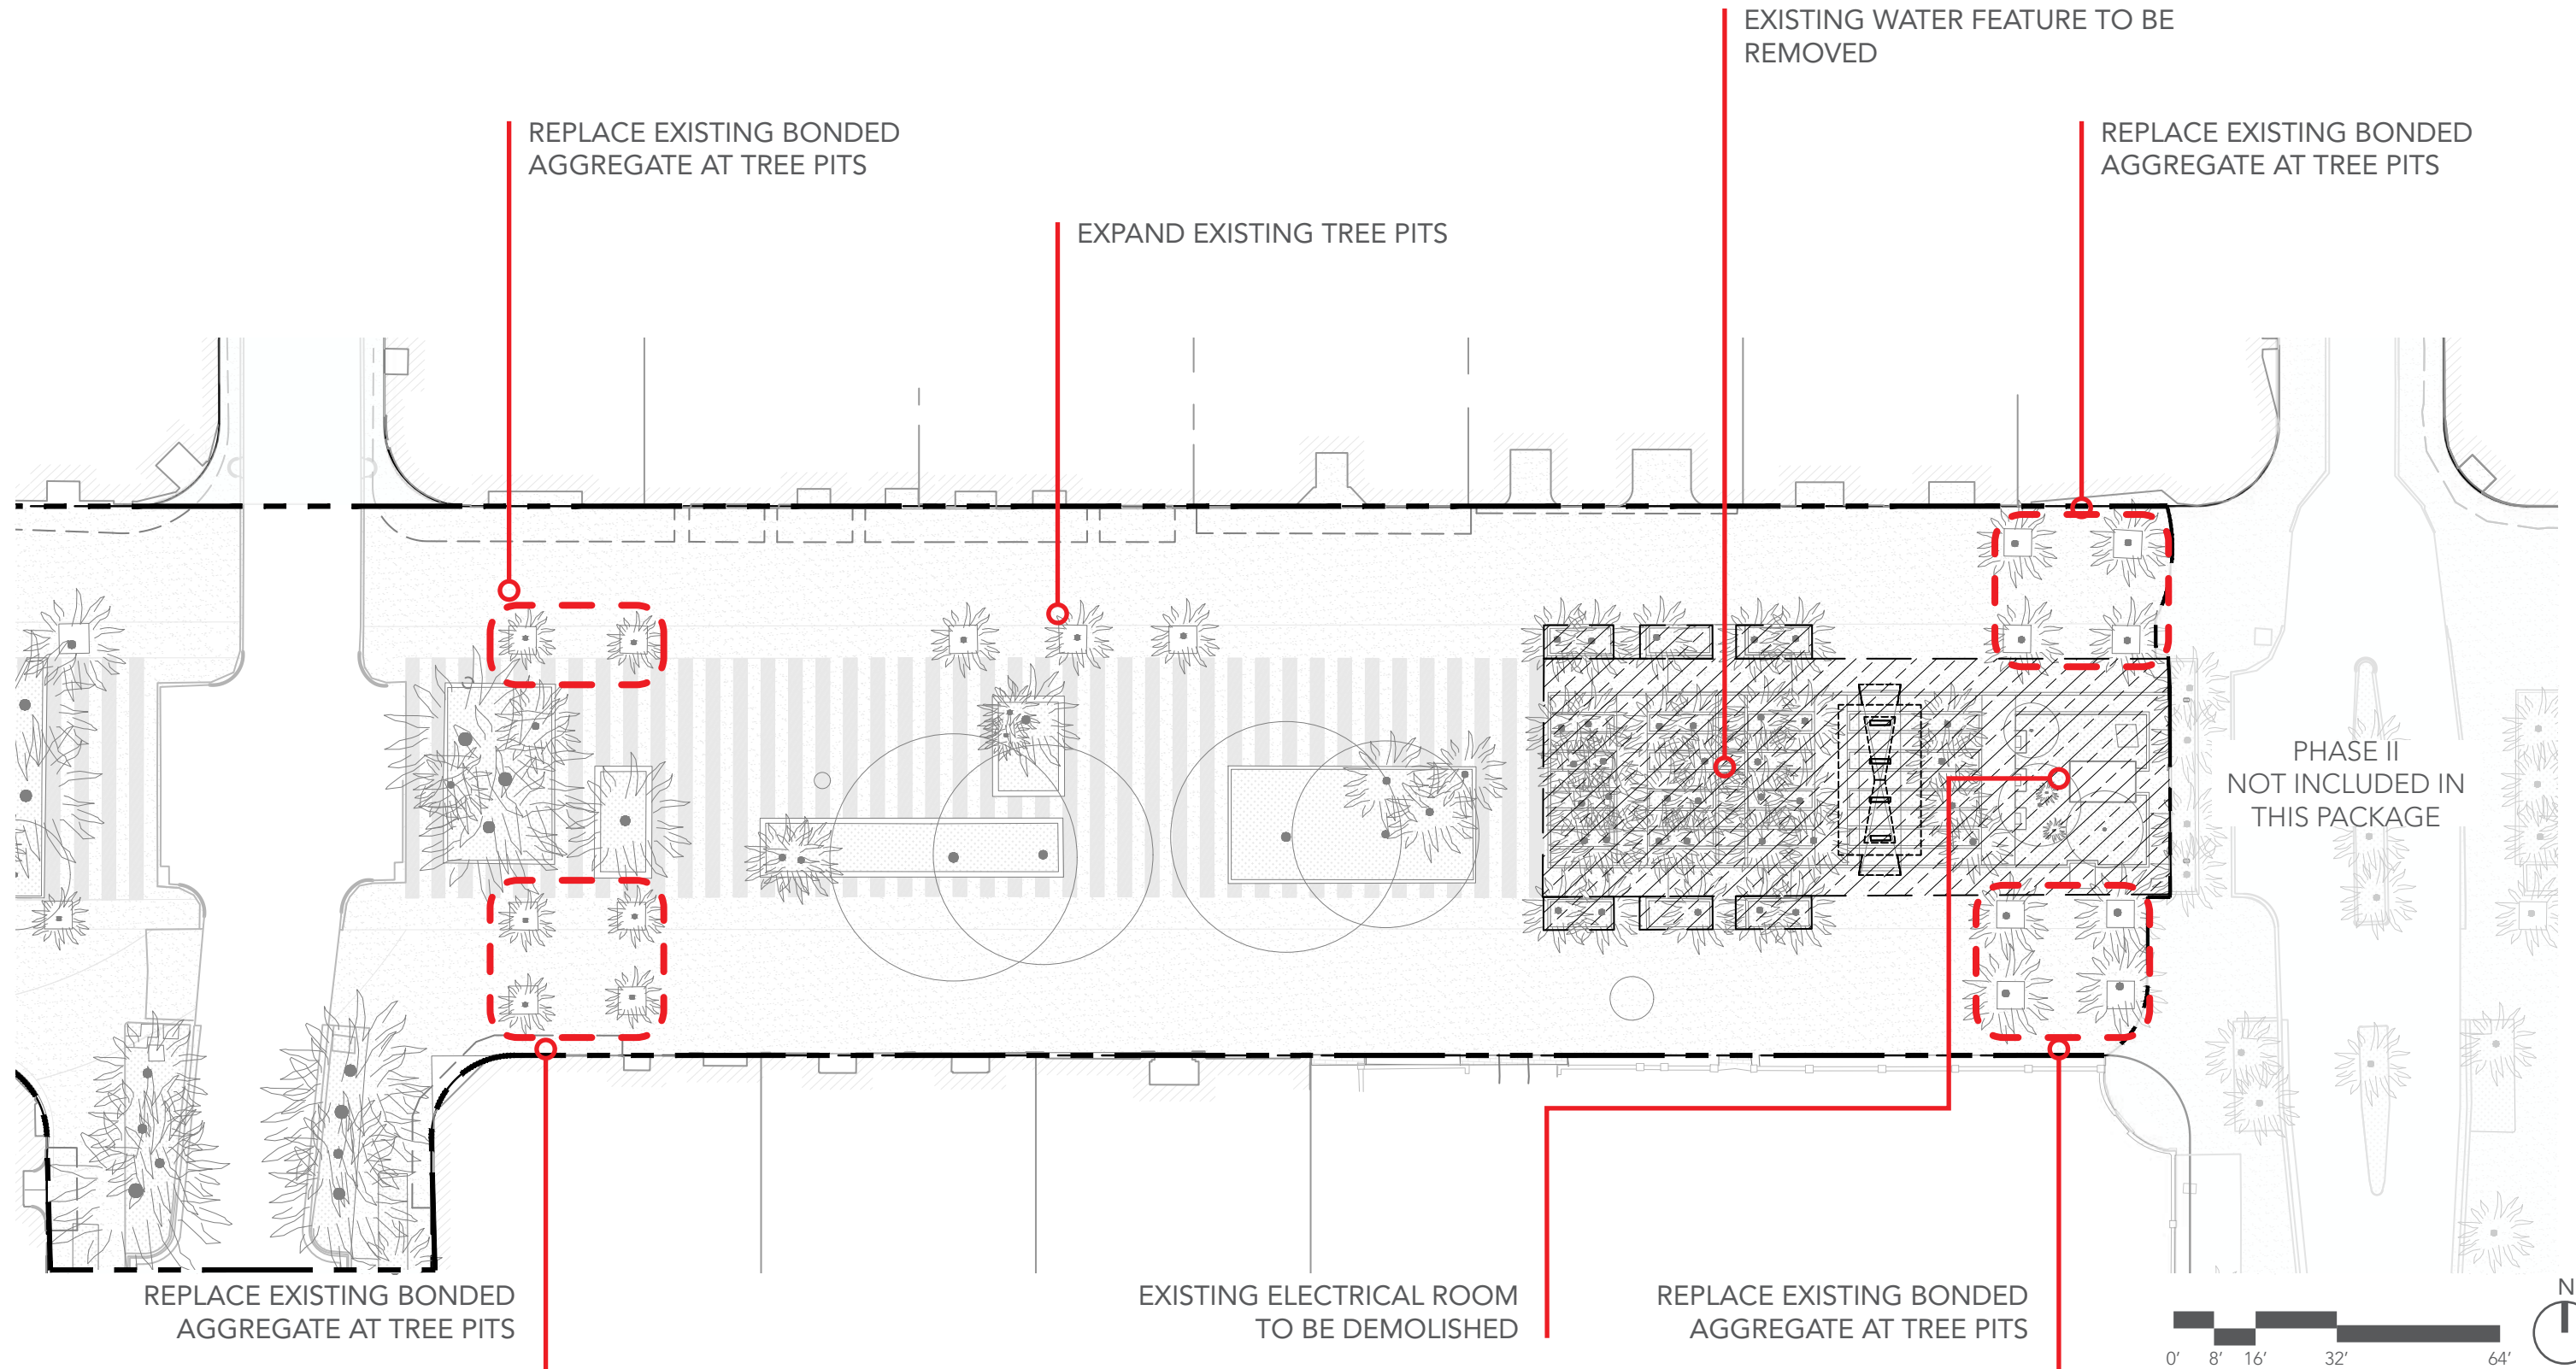 EXISTING WATER FEATURE TO BE
REMOVED
REPLACE EXISTING BONDED
AGGREGATE AT TREE PITS
REPLACE EXISTING BONDED
AGGREGATE AT TREE PITS
EXPAND EXISTING TREE PITS
PHASE II
NOT INCLUDED IN
THIS PACKAGE
REPLACE EXISTING BONDED
AGGREGATE AT TREE PITS
EXISTING ELECTRICAL ROOM
TO BE DEMOLISHED
REPLACE EXISTING BONDED
AGGREGATE AT TREE PITS
N
0' 8' 16' 32' 64'